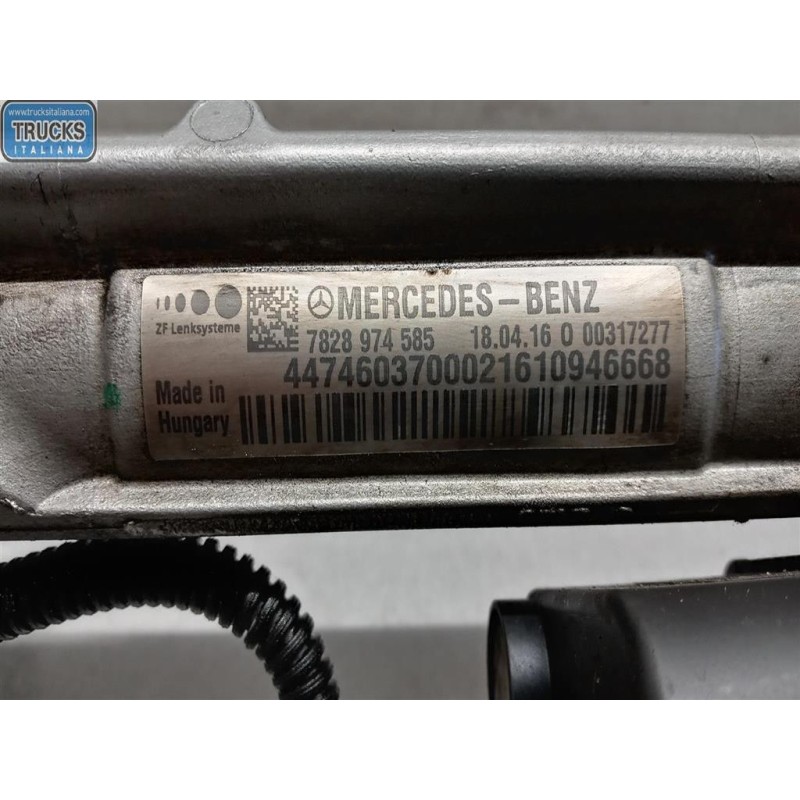 www.trucksitaliana.com
TRUCKS
ITALIANA
ZF Lenksysteme
MERCEDES-BENZ
7828 974 585 18.04.16 0 00317277
4474603700021610946668
Made in
Hungary